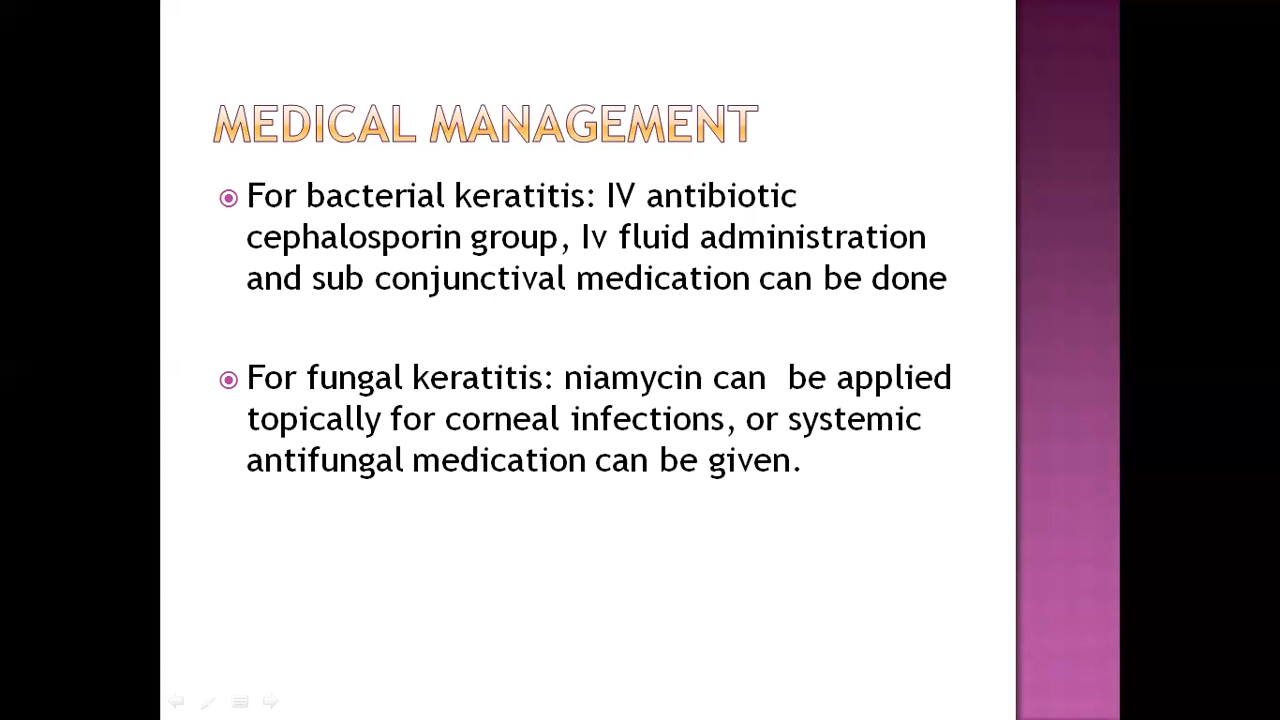 MEDICAL MANAGEMENT
For bacterial keratitis: IV antibiotic
cephalosporin group, Iv fluid administration
and sub conjunctival medication can be done
For fungal keratitis: niamycin can be applied
topically for corneal infections, or systemic
antifungal medication can be given.